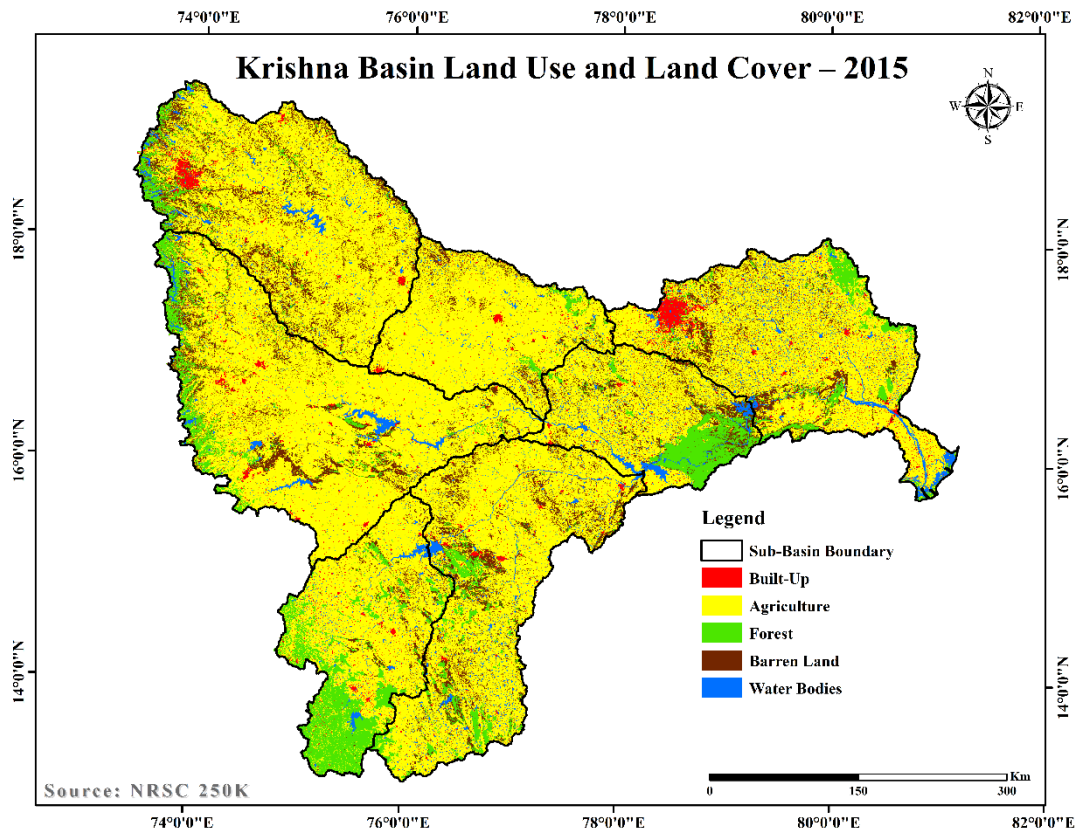 74°0'0"E 76°0'0"E 78°0'0"E 80°0'0"E 82°0'0"E
Krishna Basin Land Use and Land Cover – 2015
N
W E
S
18°0'0"N 18°0'0"N
16°0'0"N 16°0'0"N
14°0'0"N 14°0'0"N
Legend
Sub-Basin Boundary
Built-Up
Agriculture
Forest
Barren Land
Water Bodies
Km
0 150 300
Source: NRSC 250K
74°0'0"E 76°0'0"E 78°0'0"E 80°0'0"E 82°0'0"E